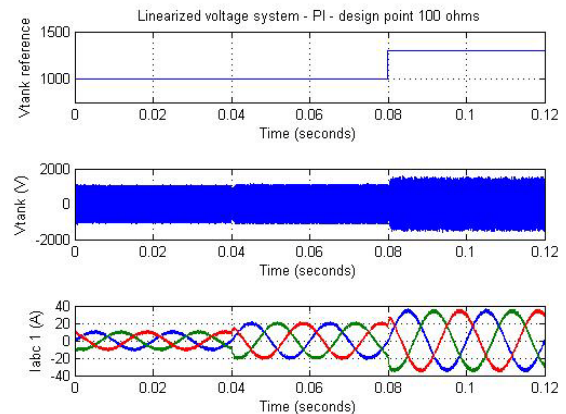 Linearized voltage system - PI - design point 100 ohms
Vtank reference
1500
1000
0 0.02 0.04 0.06 0.08 0.1 0.12
Time (seconds)
Vtank (V)
2000
0
-2000
0 0.02 0.04 0.06 0.08 0.1 0.12
Time (seconds)
Iabc 1 (A)
40
20
0
-20
-40
0 0.02 0.04 0.06 0.08 0.1 0.12
Time (seconds)